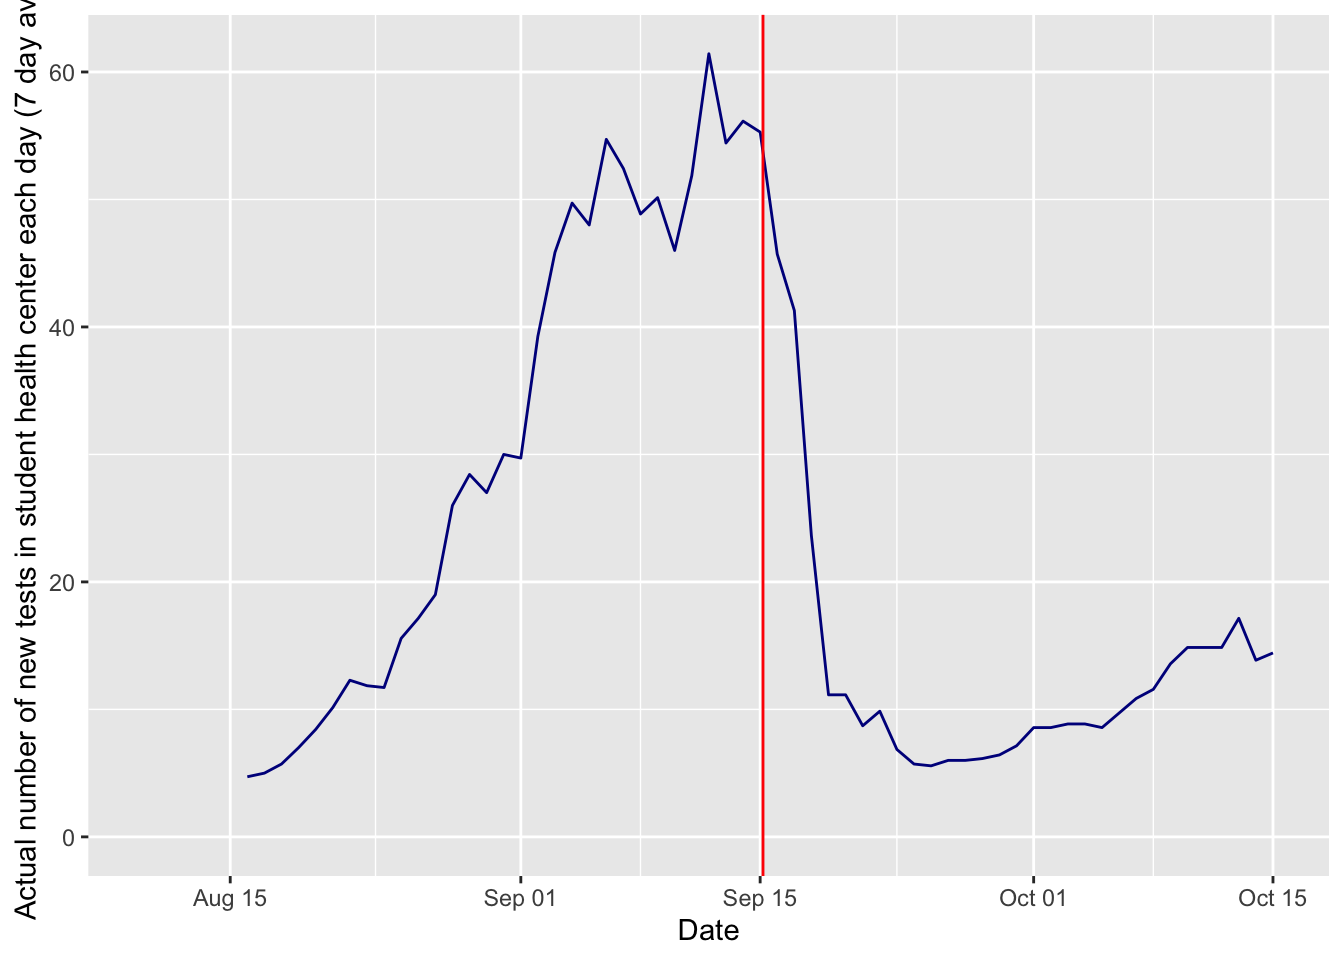 Actual number of new tests in student health center each day (7 day av
60
40
20
0
Aug 15
Sep 01
Sep 15
Oct 01
Oct 15
Date